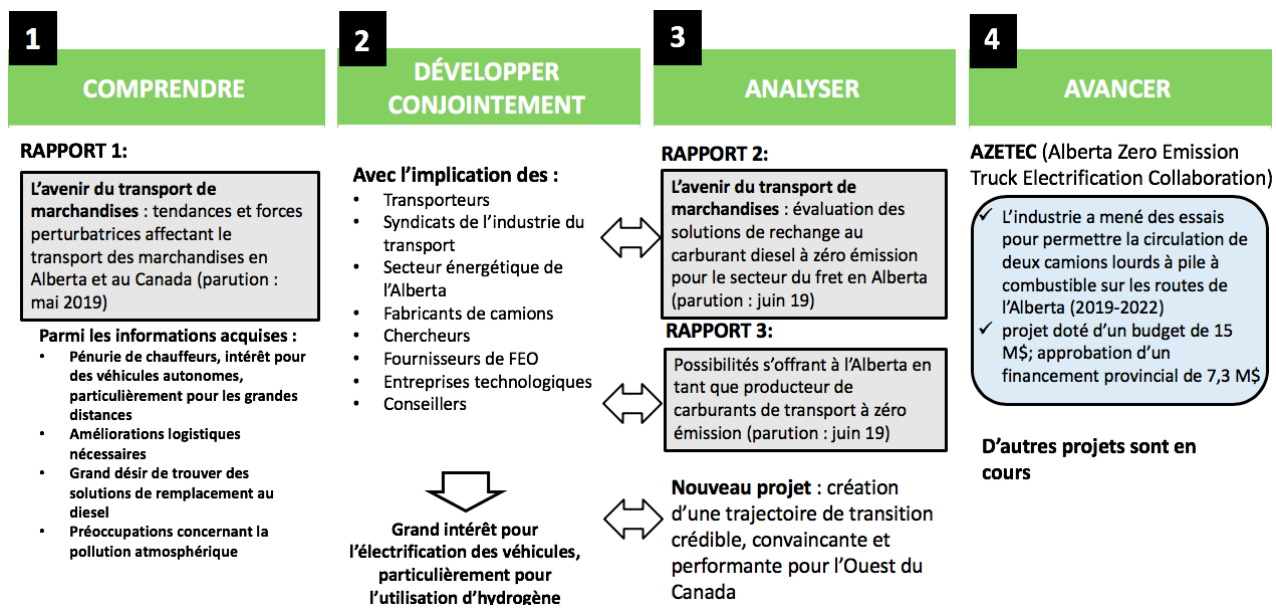 1
COMPRENDRE
RAPPORT 1:
L’avenir du transport de
marchandises : tendances et forces
perturbatrices affectant le
transport des marchandises en
Alberta et au Canada (parution :
mai 2019)
Parmi les informations acquises :
• Pénurie de chauffeurs, intérêt pour
des véhicules autonomes,
particulièrement pour les grandes
distances
• Améliorations logistiques
nécessaires
• Grand désir de trouver des
solutions de remplacement au
diesel
• Préoccupations concernant la
pollution atmosphérique
2
DÉVELOPPER
CONJOINTEMENT
Avec l’implication des :
• Transporteurs
• Syndicats de l’industrie du
transport
• Secteur énergétique de
l’Alberta
• Fabricants de camions
• Chercheurs
• Fournisseurs de FEO
• Entreprises technologiques
• Conseillers
Grand intérêt pour
l’électrification des véhicules,
particulièrement pour
l’utilisation d’hydrogène
3
ANALYSER
RAPPORT 2:
L’avenir du transport de
marchandises : évaluation des
solutions de rechange au
carburant diesel à zéro émission
pour le secteur du fret en Alberta
(parution : juin 19)
RAPPORT 3:
Possibilités s’offrant à l’Alberta en
tant que producteur de
carburants de transport à zéro
émission (parution : juin 19)
Nouveau projet : création
d’une trajectoire de transition
crédible, convaincante et
performante pour l’Ouest du
Canada
4
AVANCER
AZETEC (Alberta Zero Emission
Truck Electrification Collaboration)
✓ L’industrie a mené des essais
pour permettre la circulation de
deux camions lourds à pile à
combustible sur les routes de
l’Alberta (2019-2022)
✓ projet doté d’un budget de 15
M$; approbation d’un
financement provincial de 7,3 M$
D’autres projets sont en
cours